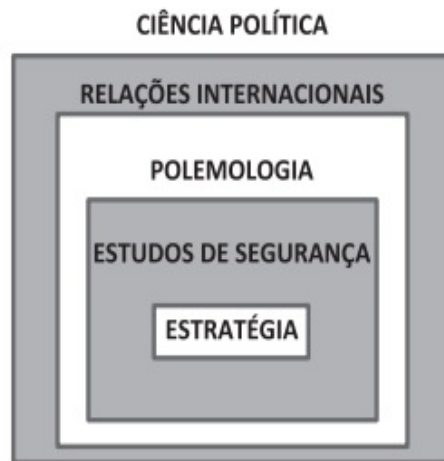 CIÊNCIA POLÍTICA
RELAÇÕES INTERNACIONAIS
POLEMOLOGIA
ESTUDOS DE SEGURANÇA
ESTRATÉGIA